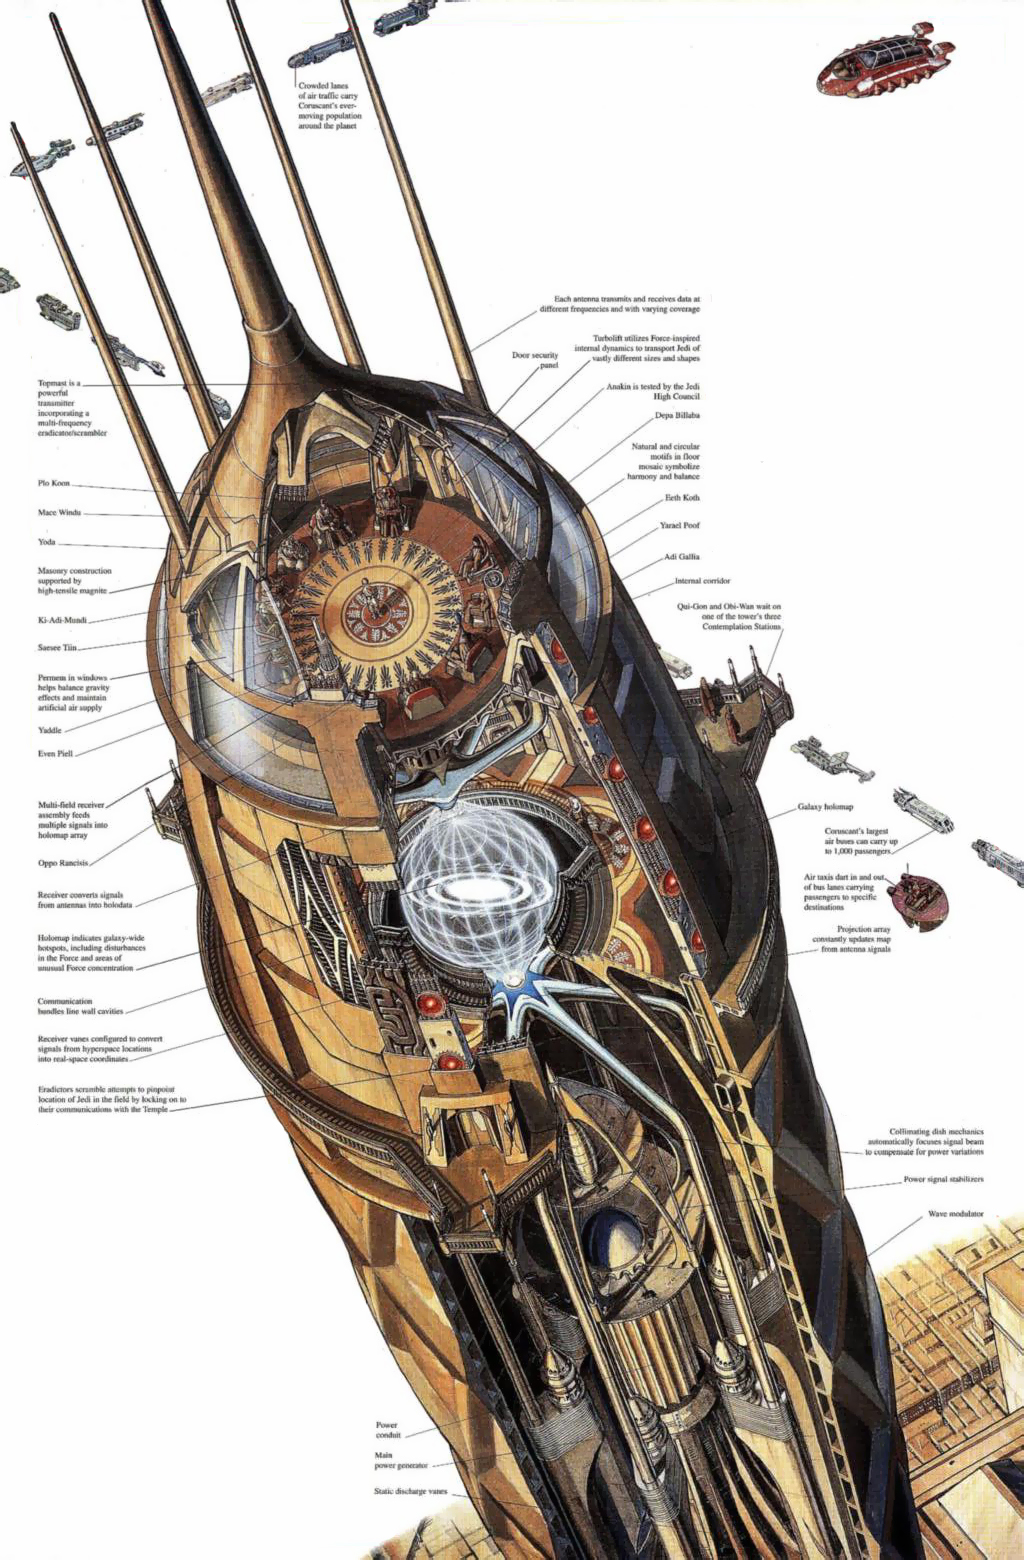 Crowded lanes
of air traffic carry
Coruscant's ever-
moving population
around the planet
Each antenna transmits and receives data at
different frequencies and with varying coverage
Turbolift utilizes Force-inspired
internal dynamics to transport Jedi of
vastly different sizes and shapes
Door security
panel
Anakin is tested by the Jedi
High Council
Depa Billaba
Natural and circular
motifs in floor
mosaic symbolize
harmony and balance
Eeth Koth
Yarael Poof
Adi Gallia
Internal corridor
Qui-Gon and Obi-Wan wait on
one of the tower's three
Contemplation Stations
Topmast is a
powerful
transmitter
incorporating a
multi-frequency
eradicator/scrambler
Plo Koon
Mace Windu
Yoda
Masonry construction
supported by
high-tensile magnite
Ki-Adi-Mundi
Saesee Tiin
Permem in windows
helps balance gravity
effects and maintain
artificial air supply
Yaddle
Even Piell
Multi-field receiver
assembly feeds
multiple signals into
holomap array
Oppo Rancisis
Receiver converts signals
from antennas into holodata
Holomap indicates galaxy-wide
hotspots, including disturbances
in the Force and areas of
unusual Force concentration
Communication
bundles line wall cavities
Receiver vanes configured to convert
signals from hyperspace locations
into real-space coordinates
Eradictors scramble attempts to pinpoint
location of Jedi in the field by locking on to
their communications with the Temple
Galaxy holomap
Coruscant's largest
air buses can carry up
to 1,000 passengers
Air taxis dart in and out
of bus lanes carrying
passengers to specific
destinations
Projection array
constantly updates map
from antenna signals
Collimating dish mechanics
automatically focuses signal beam
to compensate for power variations
Power signal stabilizers
Wave modulator
Power
conduit
Main
power generator
Static discharge vanes